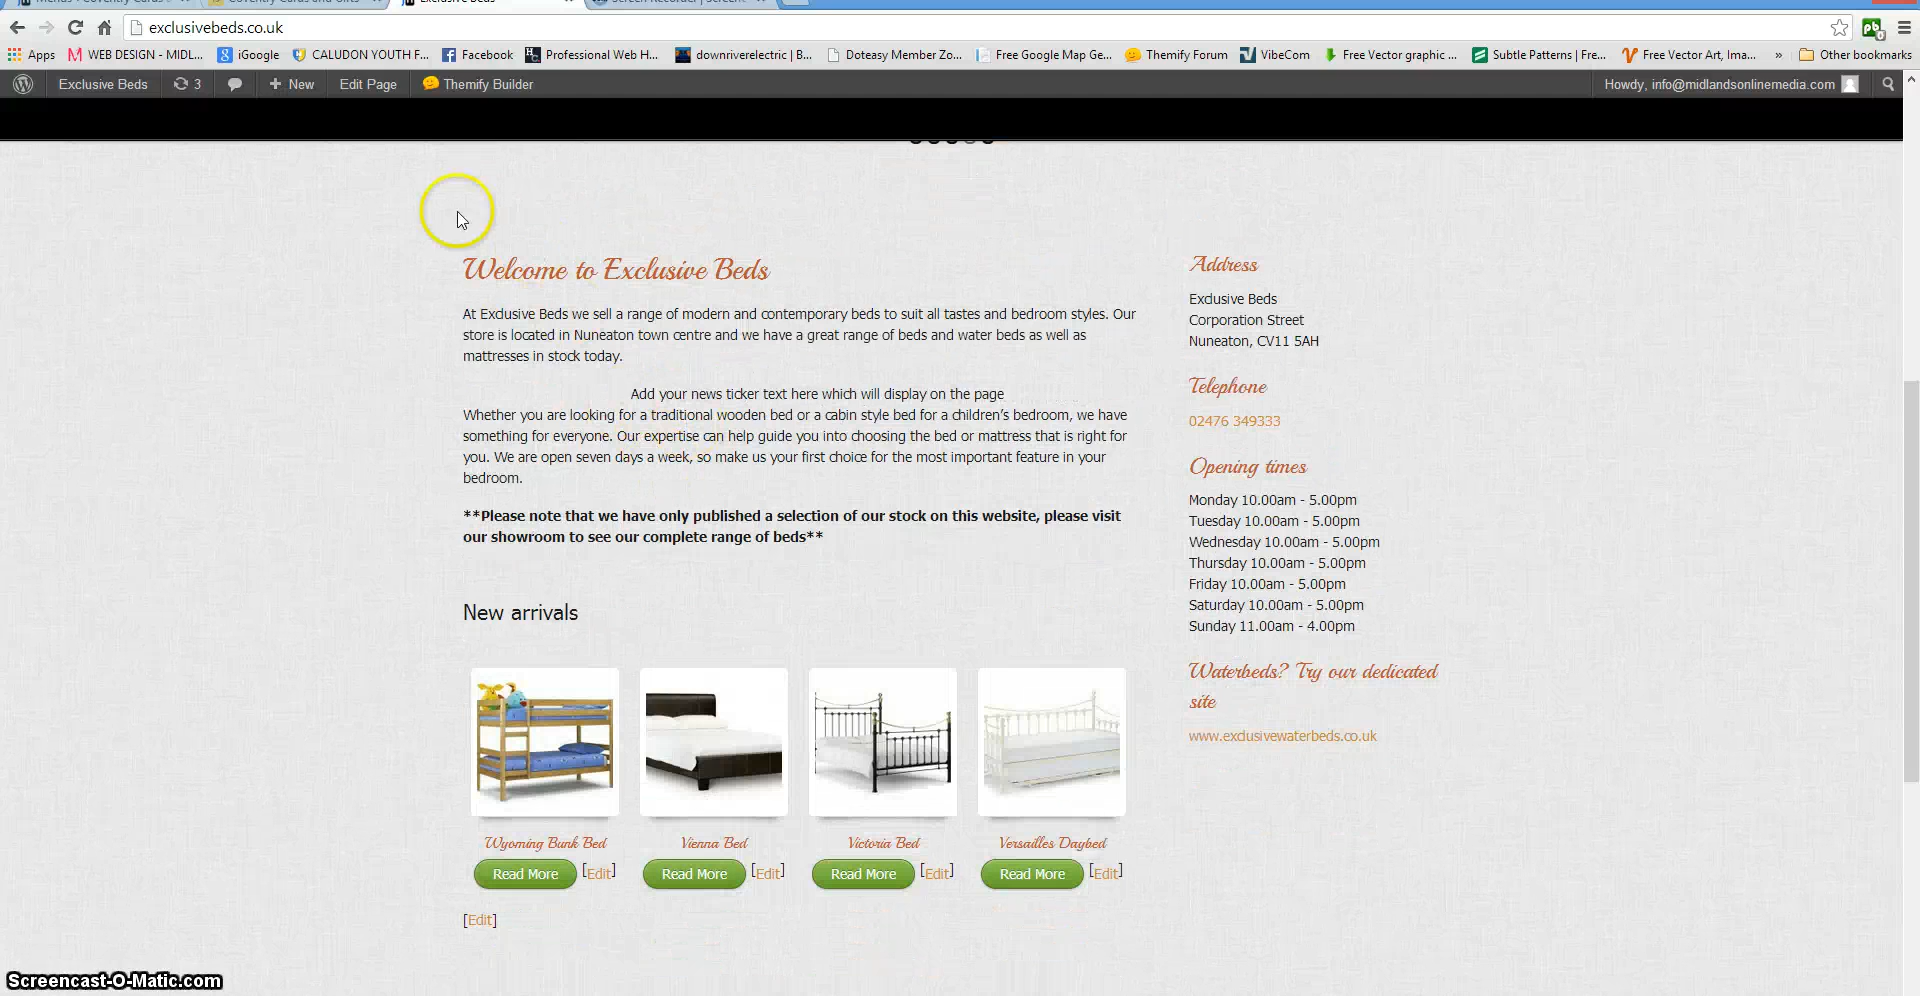 exclusivebeds.co.uk
Apps
WEB DESIGN - MIDL...
iGoogle
CALUDON YOUTH F...
Facebook
Professional Web H...
downriverelectric | B...
Doteasy Member Zo...
Free Google Map Ge...
Themify Forum
VibeCom
Free Vector graphic ...
Subtle Patterns | Fre...
Free Vector Art, Ima...
»
Other bookmarks
Exclusive Beds
3
+ New
Edit Page
Themify Builder
Howdy, info@midlandsonlinemedia.com
Welcome to Exclusive Beds
At Exclusive Beds we sell a range of modern and contemporary beds to suit all tastes and bedroom styles. Our
store is located in Nuneaton town centre and we have a great range of beds and water beds as well as
mattresses in stock today.
Add your news ticker text here which will display on the page
Whether you are looking for a traditional wooden bed or a cabin style bed for a children's bedroom, we have
something for everyone. Our expertise can help guide you into choosing the bed or mattress that is right for
you. We are open seven days a week, so make us your first choice for the most important feature in your
bedroom.
**Please note that we have only published a selection of our stock on this website, please visit
our showroom to see our complete range of beds**
New arrivals
Wyoming Bunk Bed
Read More [Edit]
Vienna Bed
Read More [Edit]
Victoria Bed
Read More [Edit]
Versailles Daybed
Read More [Edit]
[Edit]
Address
Exclusive Beds
Corporation Street
Nuneaton, CV11 5AH
Telephone
02476 349333
Opening times
Monday 10.00am - 5.00pm
Tuesday 10.00am - 5.00pm
Wednesday 10.00am - 5.00pm
Thursday 10.00am - 5.00pm
Friday 10.00am - 5.00pm
Saturday 10.00am - 5.00pm
Sunday 11.00am - 4.00pm
Waterbeds? Try our dedicated
site
www.exclusivewaterbeds.co.uk
Screencast-O-Matic.com